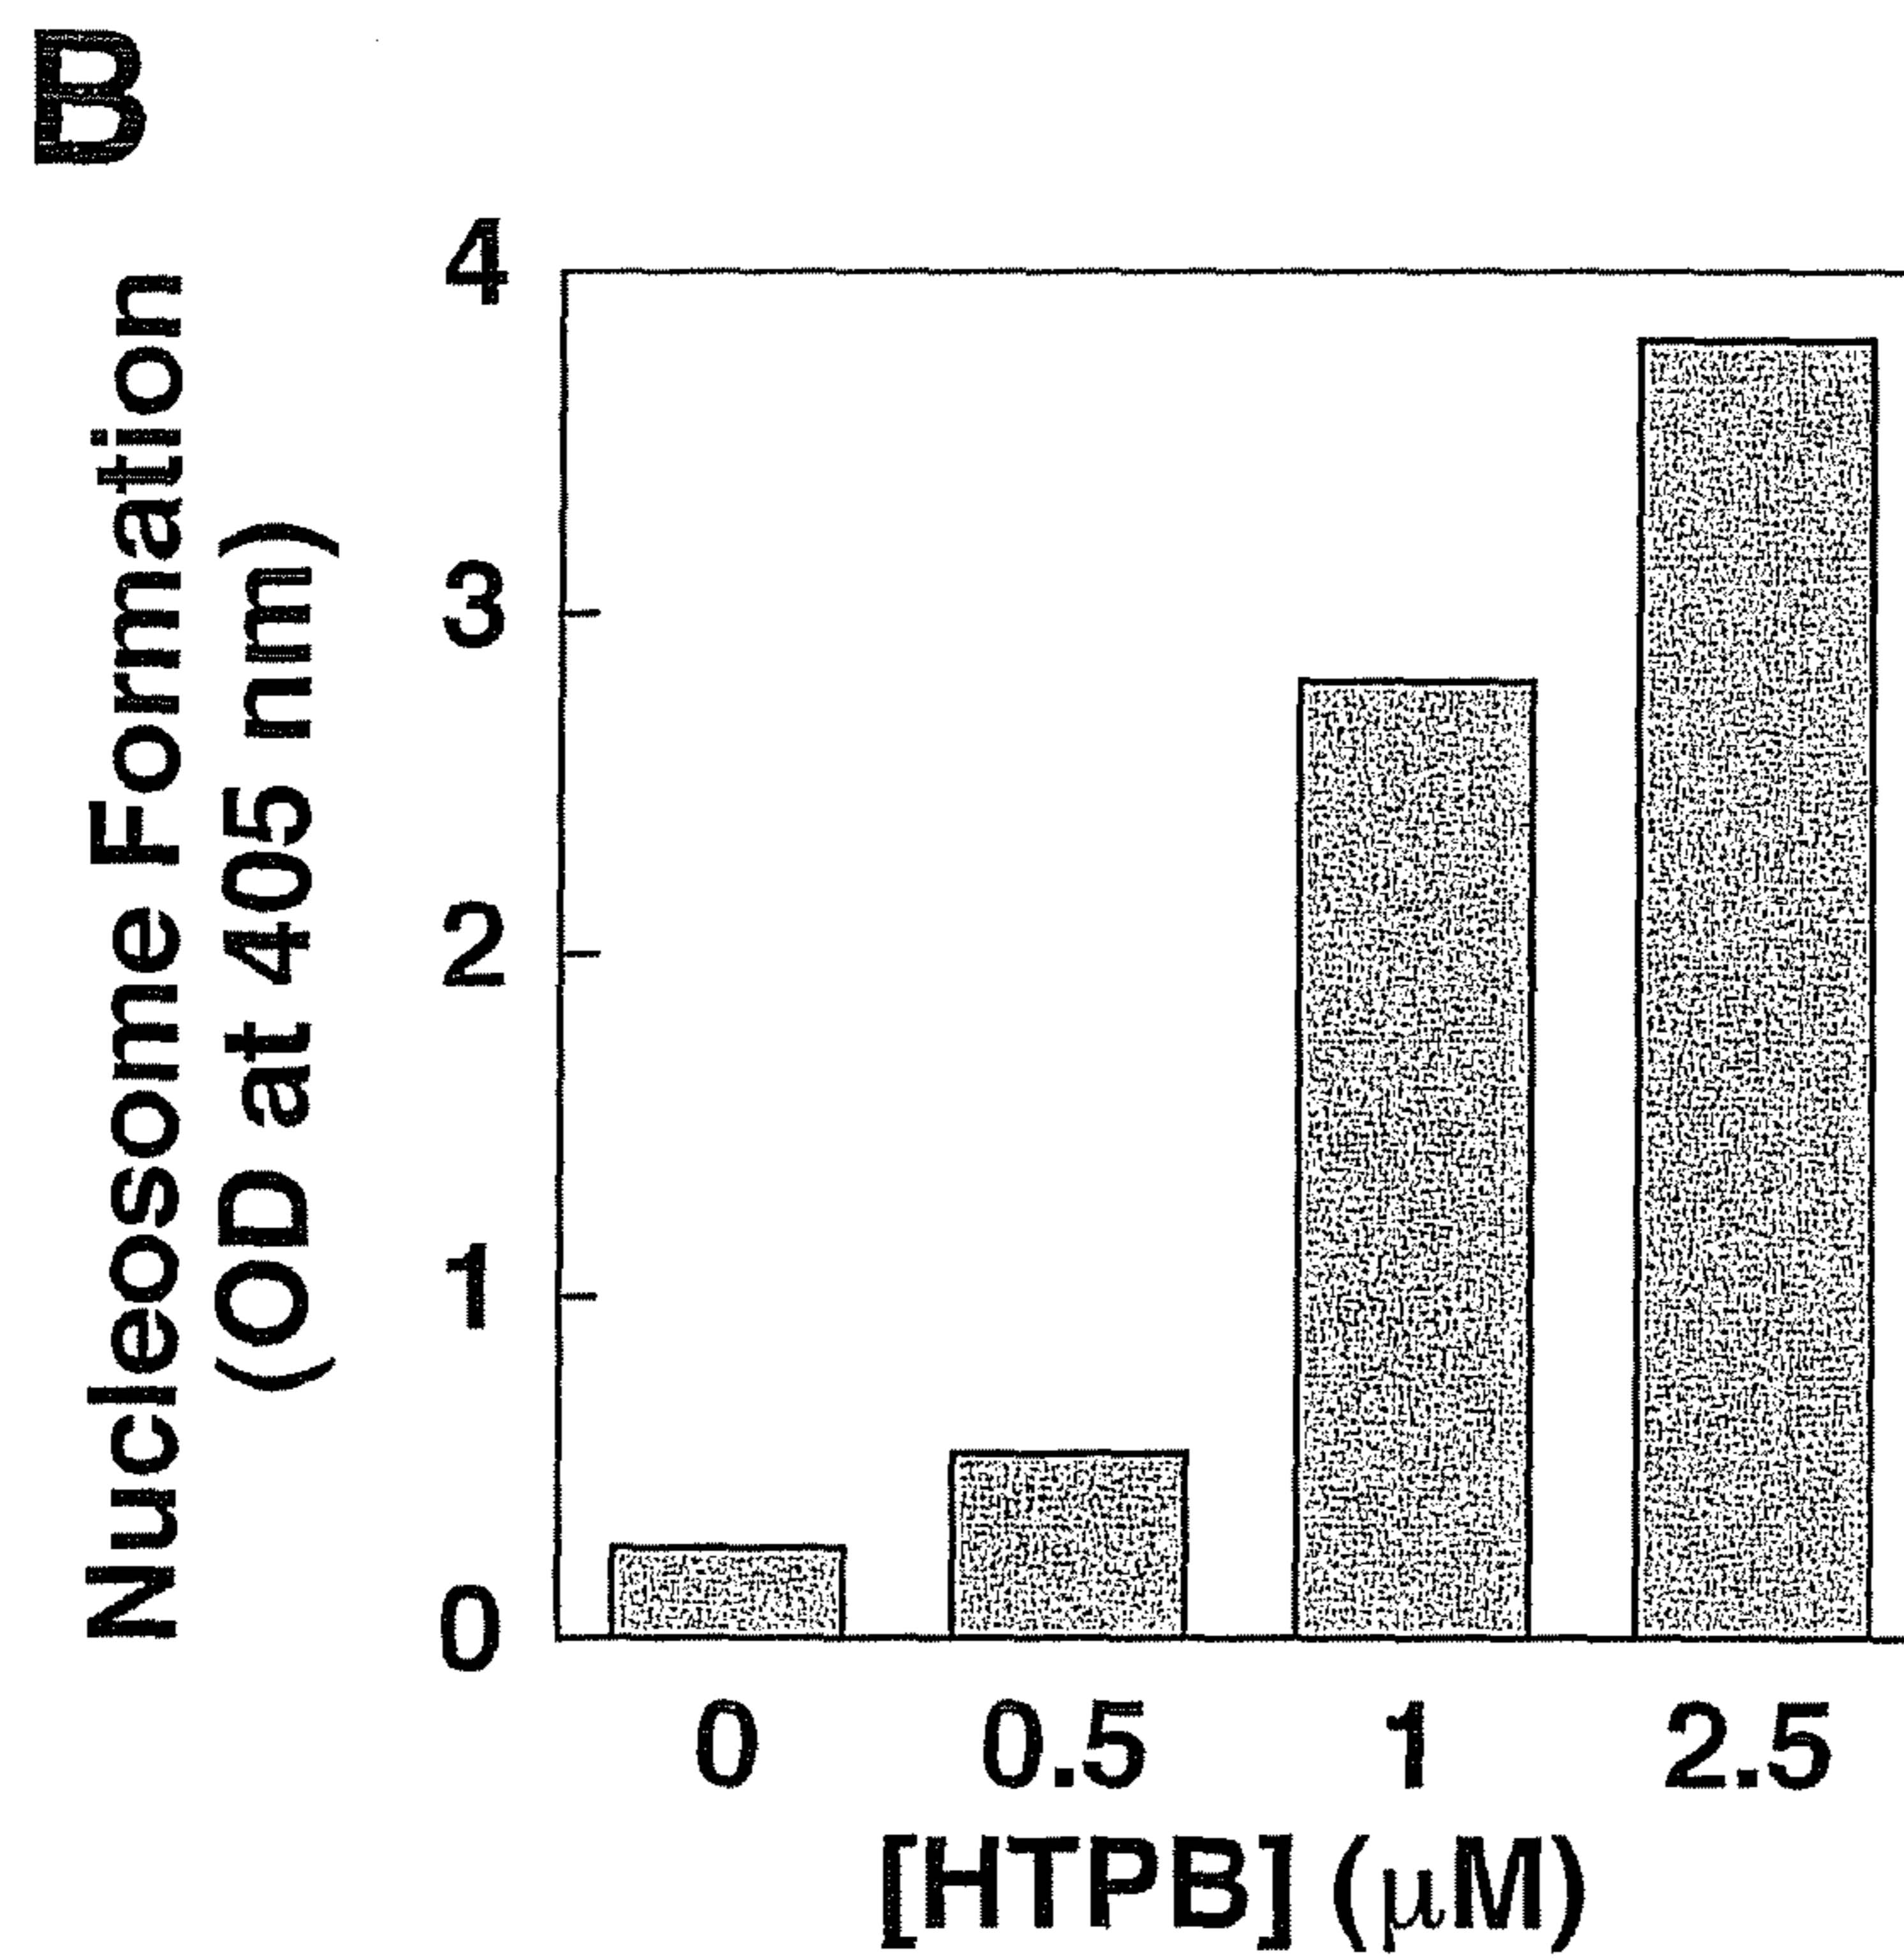 B
Nucleosome Formation
(OD at 405 nm)
4
3
2
1
0
0 0.5 1 2.5
[HTPB] (μM)